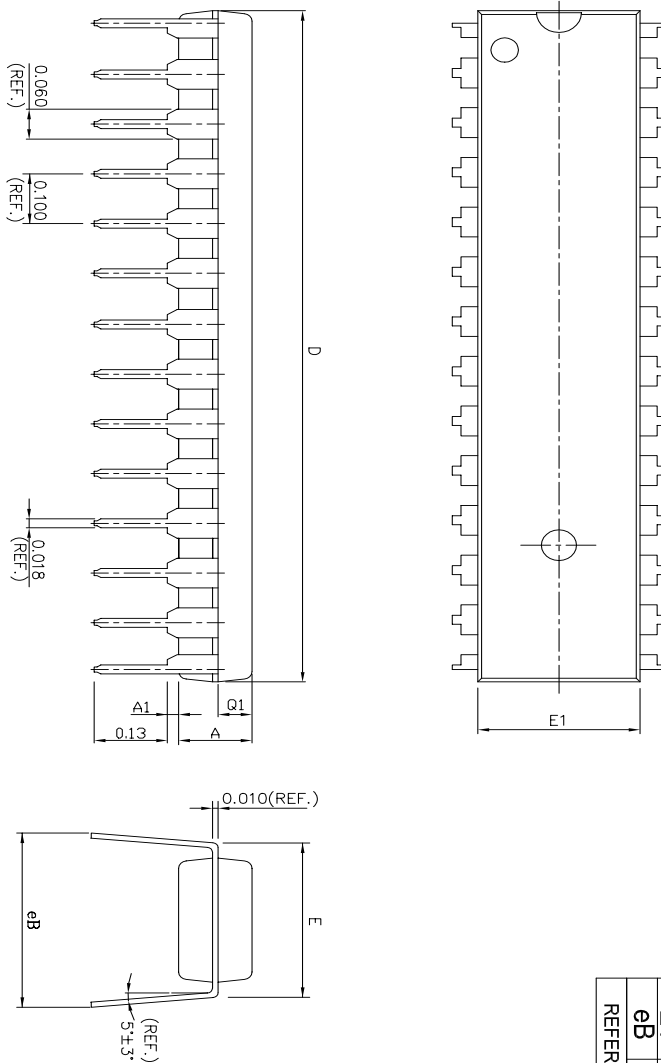 0.060
(REF.)
0.100
(REF.)
D
0.018
(REF.)
A1
Q1
0.13
A
E1
0.010(REF.)
E
eB
(REF.)
5°±3°
eB
REFER